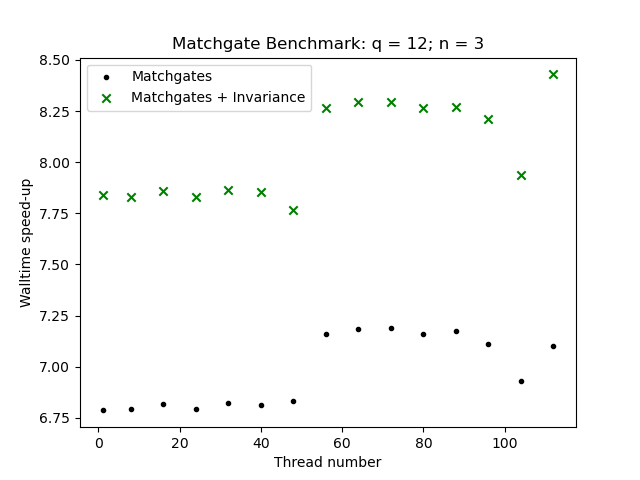 Matchgate Benchmark: q = 12; n = 3
Matchgates
Matchgates + Invariance
Walltime speed-up
8.50
8.25
8.00
7.75
7.50
7.25
7.00
6.75
0 20 40 60 80 100
Thread number